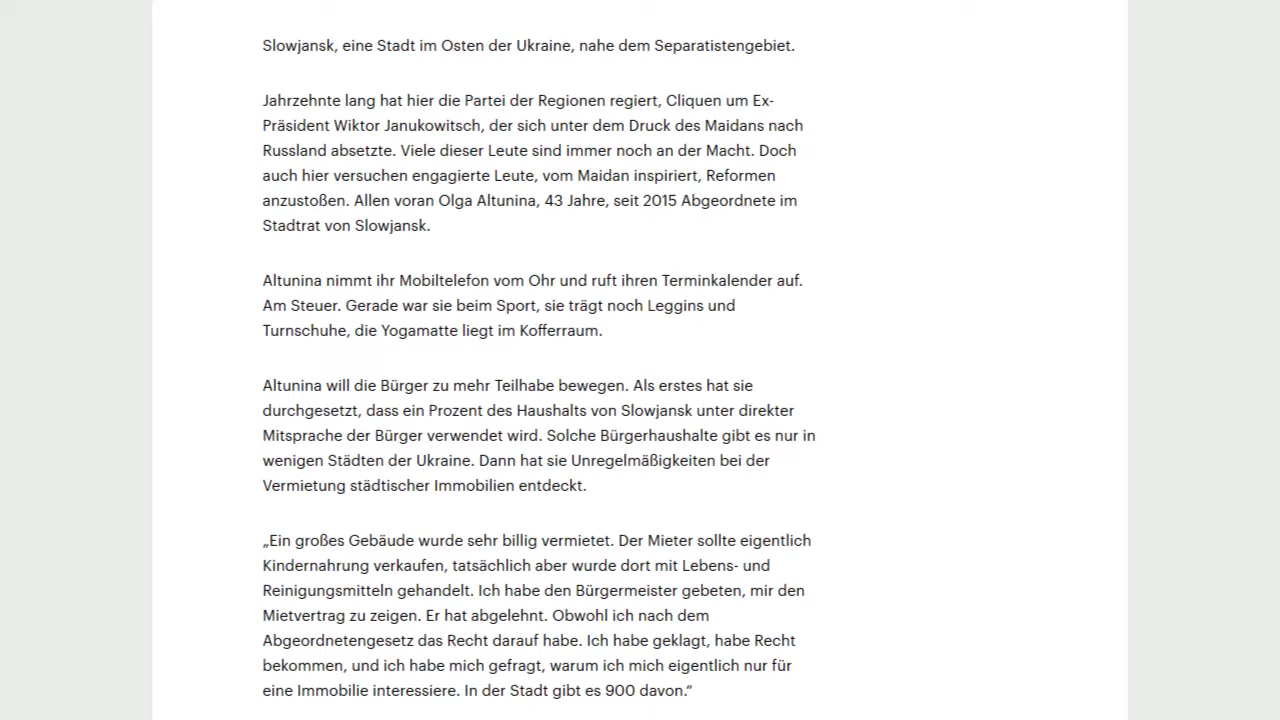 Slowjansk, eine Stadt im Osten der Ukraine, nahe dem Separatistengebiet.
Jahrzehnte lang hat hier die Partei der Regionen regiert, Cliquen um Ex-
Präsident Wiktor Janukowitsch, der sich unter dem Druck des Maidans nach
Russland absetzte. Viele dieser Leute sind immer noch an der Macht. Doch
auch hier versuchen engagierte Leute, vom Maidan inspiriert, Reformen
anzustoßen. Allen voran Olga Altunina, 43 Jahre, seit 2015 Abgeordnete im
Stadtrat von Slowjansk.
Altunina nimmt ihr Mobiltelefon vom Ohr und ruft ihren Terminkalender auf.
Am Steuer. Gerade war sie beim Sport, sie trägt noch Leggins und
Turnschuhe, die Yogamatte liegt im Kofferraum.
Altunina will die Bürger zu mehr Teilhabe bewegen. Als erstes hat sie
durchgesetzt, dass ein Prozent des Haushalts von Slowjansk unter direkter
Mitsprache der Bürger verwendet wird. Solche Bürgerhaushalte gibt es nur in
wenigen Städten der Ukraine. Dann hat sie Unregelmäßigkeiten bei der
Vermietung städtischer Immobilien entdeckt.
„Ein großes Gebäude wurde sehr billig vermietet. Der Mieter sollte eigentlich
Kindernahrung verkaufen, tatsächlich aber wurde dort mit Lebens- und
Reinigungsmitteln gehandelt. Ich habe den Bürgermeister gebeten, mir den
Mietvertrag zu zeigen. Er hat abgelehnt. Obwohl ich nach dem
Abgeordnetengesetz das Recht darauf habe. Ich habe geklagt, habe Recht
bekommen, und ich habe mich gefragt, warum ich mich eigentlich nur für
eine Immobilie interessiere. In der Stadt gibt es 900 davon.“